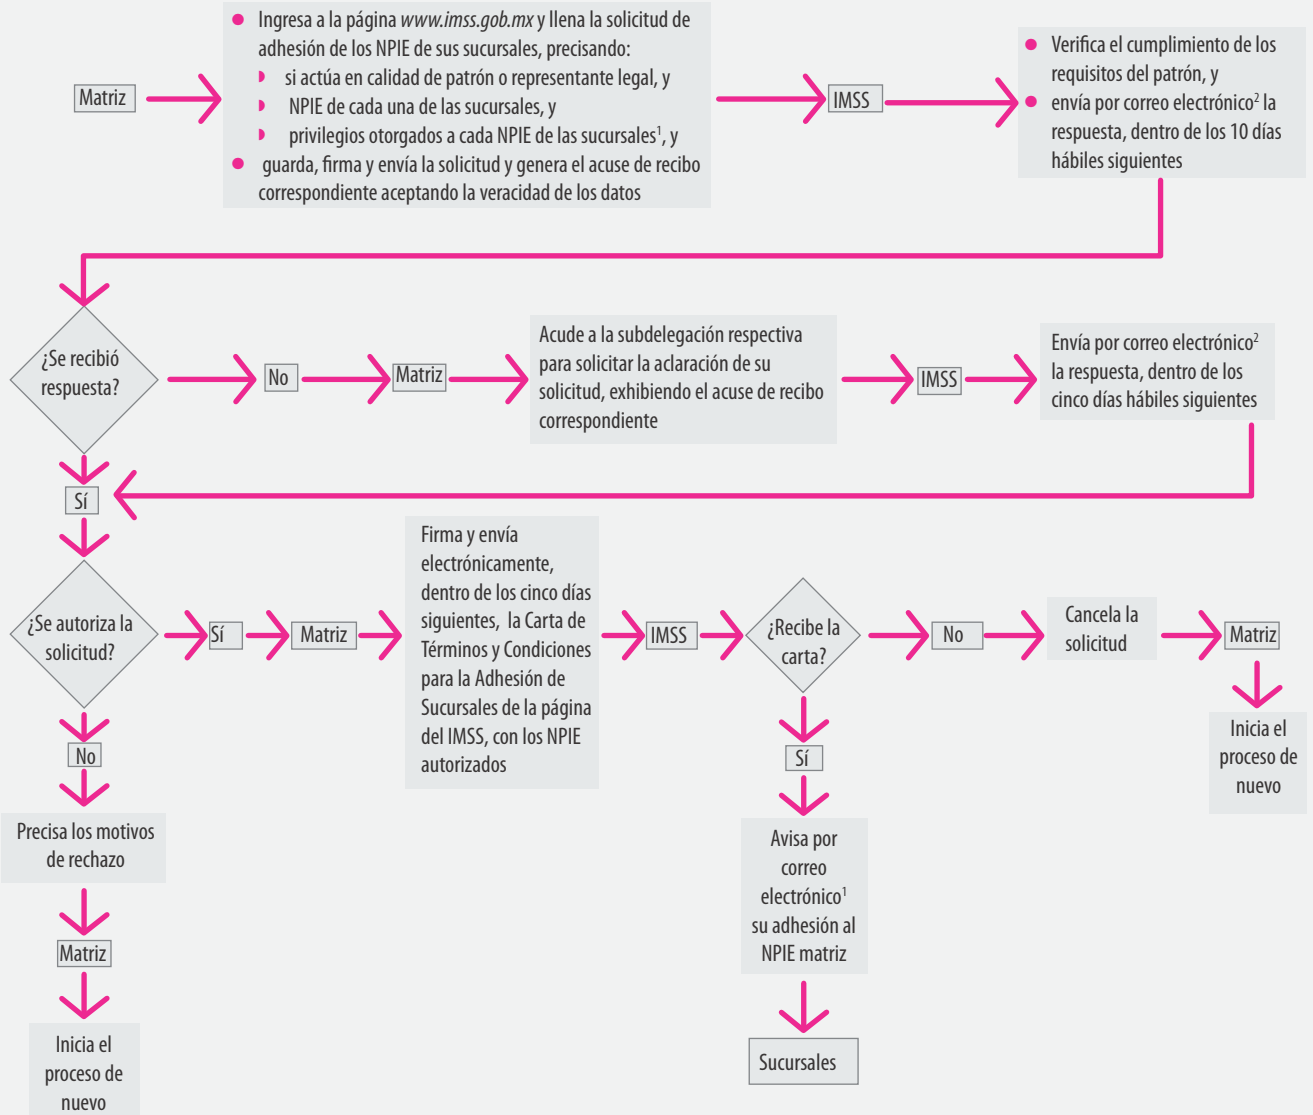 Matriz
Ingresa a la página www.imss.gob.mx y llena la solicitud de
adhesión de los NPIE de sus sucursales, precisando:
si actúa en calidad de patrón o representante legal, y
NPIE de cada una de las sucursales, y
privilegios otorgados a cada NPIE de las sucursales¹, y
guarda, firma y envía la solicitud y genera el acuse de recibo
correspondiente aceptando la veracidad de los datos
IMSS
Verifica el cumplimiento de los
requisitos del patrón, y
envía por correo electrónico² la
respuesta, dentro de los 10 días
hábiles siguientes
¿Se recibió
respuesta?
No
Matriz
Acude a la subdelegación respectiva
para solicitar la aclaración de su
solicitud, exhibiendo el acuse de recibo
correspondiente
IMSS
Envía por correo electrónico²
la respuesta, dentro de los
cinco días hábiles siguientes
Sí
¿Se autoriza la
solicitud?
Sí
Matriz
Firma y envía
electrónicamente,
dentro de los cinco días
siguientes, la Carta de
Términos y Condiciones
para la Adhesión de
Sucursales de la página
del IMSS, con los NPIE
autorizados
IMSS
¿Recibe la
carta?
No
Cancela la
solicitud
Matriz
Inicia el
proceso de
nuevo
Sí
Avisa por
correo
electrónico¹
su adhesión al
NPIE matriz
Sucursales
No
Precisa los motivos
de rechazo
Matriz
Inicia el
proceso de
nuevo